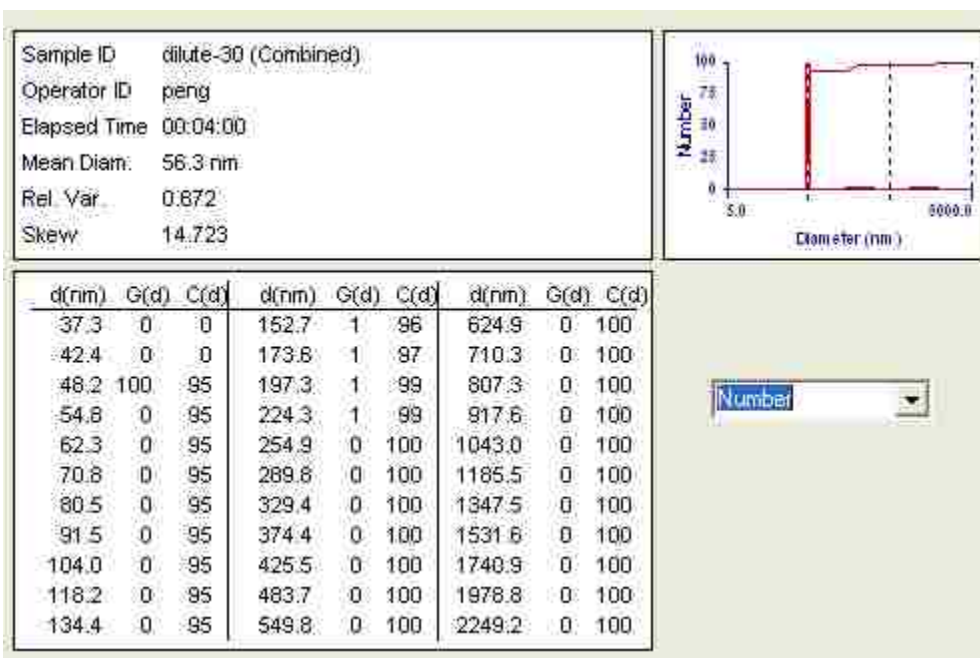 Sample ID dilute-30 (Combined)
Operator ID peng
Elapsed Time 00:04:00
Mean Diam. 56.3 nm
Rel. Var. 0.872
Skew 14.723
100
75
50
25
0
Number
5.0 5000.0
Diameter (nm)
d(nm) G(d) C(d) d(nm) G(d) C(d) d(nm) G(d) C(d)
37.3 0 0 152.7 1 96 624.9 0 100
42.4 0 0 173.6 1 97 710.3 0 100
48.2 100 95 197.3 1 99 807.3 0 100
54.8 0 95 224.3 1 99 917.6 0 100
62.3 0 95 254.9 0 100 1043.0 0 100
70.8 0 95 289.8 0 100 1185.5 0 100
80.5 0 95 329.4 0 100 1347.5 0 100
91.5 0 95 374.4 0 100 1531.6 0 100
104.0 0 95 425.5 0 100 1740.9 0 100
118.2 0 95 483.7 0 100 1978.8 0 100
134.4 0 95 549.8 0 100 2249.2 0 100
Number